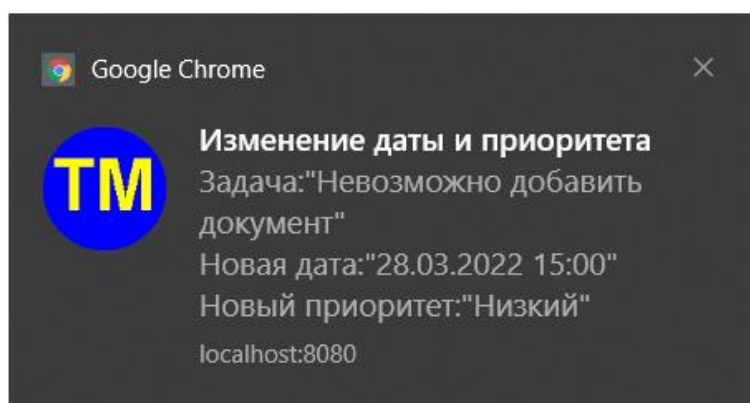 Google Chrome
Изменение даты и приоритета
TM
Задача:"Невозможно добавить
документ"
Новая дата:"28.03.2022 15:00"
Новый приоритет:"Низкий"
localhost:8080